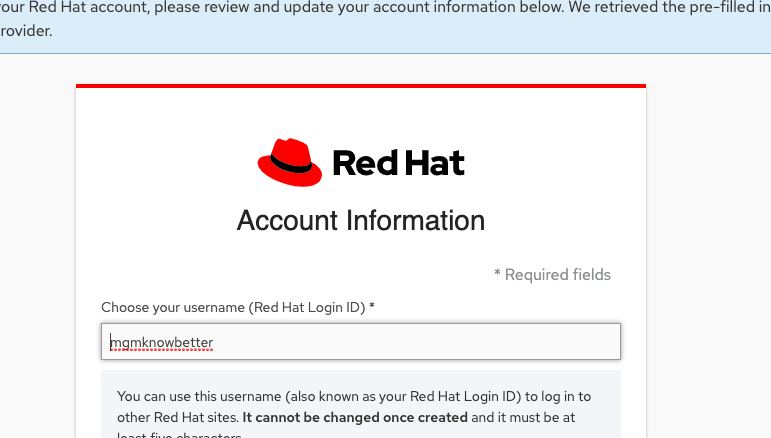 your Red Hat account, please review and update your account information below. We retrieved the pre-filled in
rovider.
Red Hat
Account Information
* Required fields
Choose your username (Red Hat Login ID) *
mgmknowbetter
You can use this username (also known as your Red Hat Login ID) to log in to
other Red Hat sites. It cannot be changed once created and it must be at
least five characters